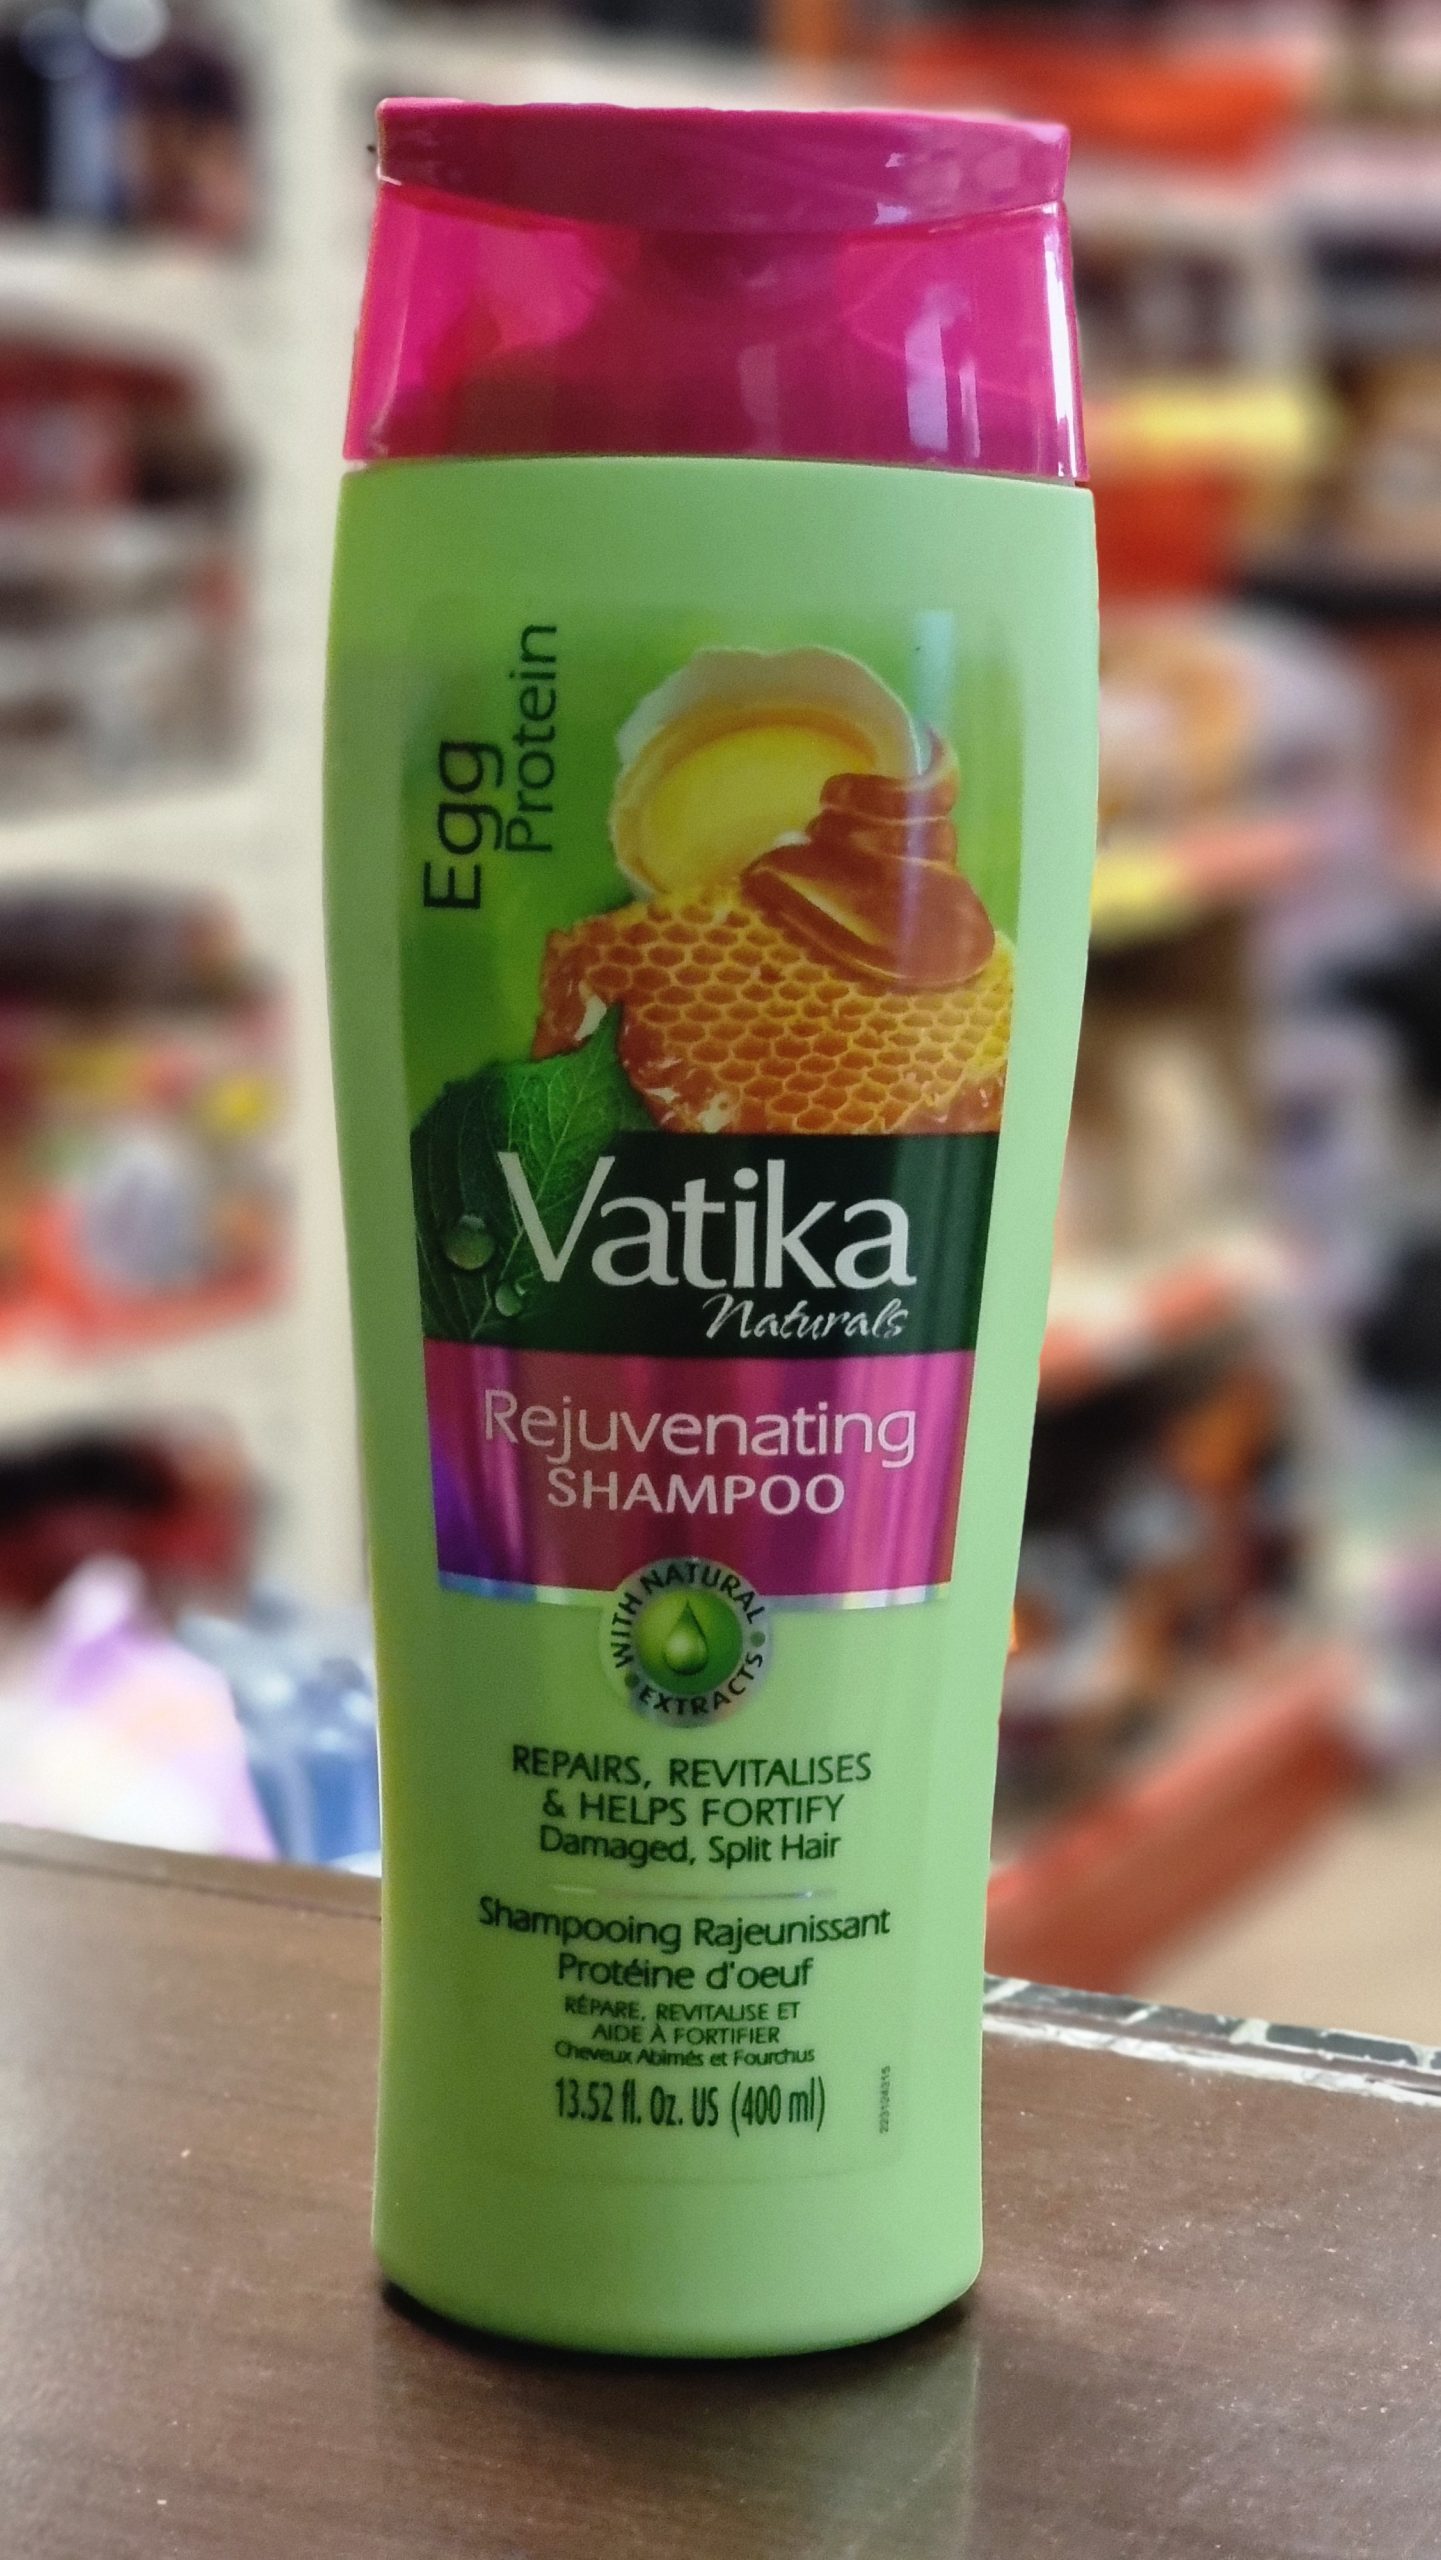 Egg
Protein
Vatika
Naturals
Rejuvenating
SHAMPOO
WITH NATURAL
EXTRACTS
REPAIRS, REVITALISES
& HELPS FORTIFY
Damaged, Split Hair
Shampooing Rajeunissant
Protéine d'oeuf
RÉPARE, REVITALISE ET
AIDE À FORTIFIER
Cheveux Abîmés et Fourchus
13.52 fl. Oz. US (400 ml)